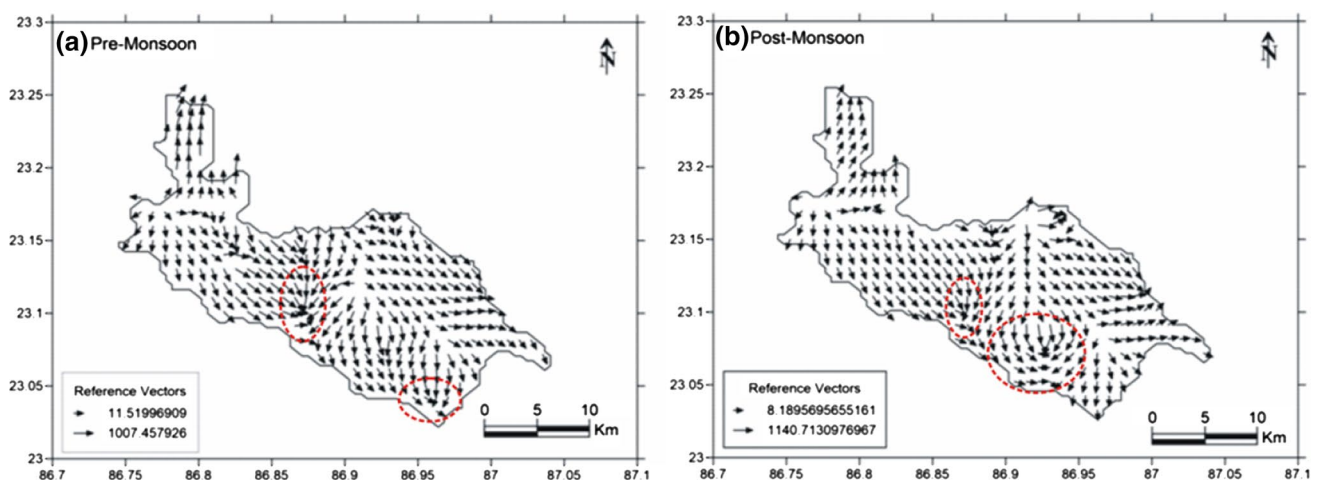 (a) Pre-Monsoon
N
23.3
23.25
23.2
23.15
23.1
23.05
23
Reference Vectors
11.51996909
1007.457926
0 5 10
Km
86.7 86.75 86.8 86.85 86.9 86.95 87 87.05 87.1
(b) Post-Monsoon
N
23.3
23.25
23.2
23.15
23.1
23.05
23
Reference Vectors
8.1895695655161
1140.7130976967
0 5 10
Km
86.7 86.75 86.8 86.85 86.9 86.95 87 87.05 87.1